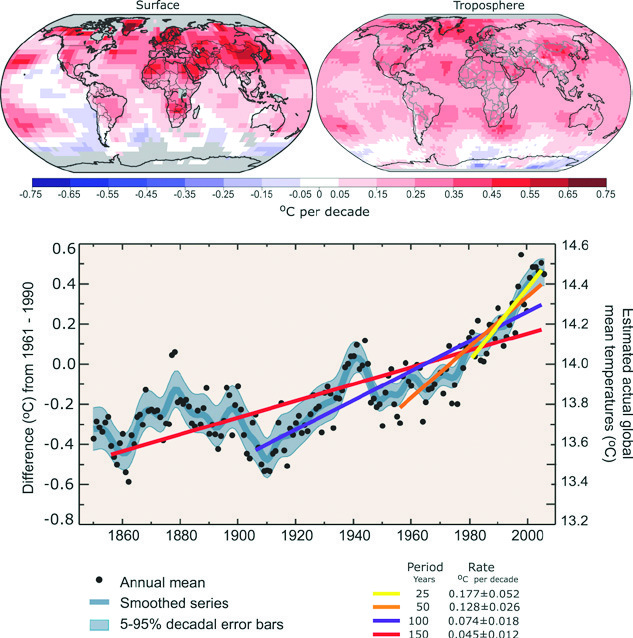 Surface Troposphere
-0.75 -0.65 -0.55 -0.45 -0.35 -0.25 -0.15 -0.05 0 0.05 0.15 0.25 0.35 0.45 0.55 0.65 0.75
ºC per decade
Difference (ºC) from 1961 - 1990
0.6
0.4
0.2
0.0
-0.2
-0.4
-0.6
-0.8
14.6
14.4
14.2
14.0
13.8
13.6
13.4
13.2
Estimated actual global
mean temperatures (ºC)
1860 1880 1900 1920 1940 1960 1980 2000
Annual mean
Smoothed series
5-95% decadal error bars
Period Rate
Years ºC per decade
25 0.177±0.052
50 0.128±0.026
100 0.074±0.018
150 0.045±0.011